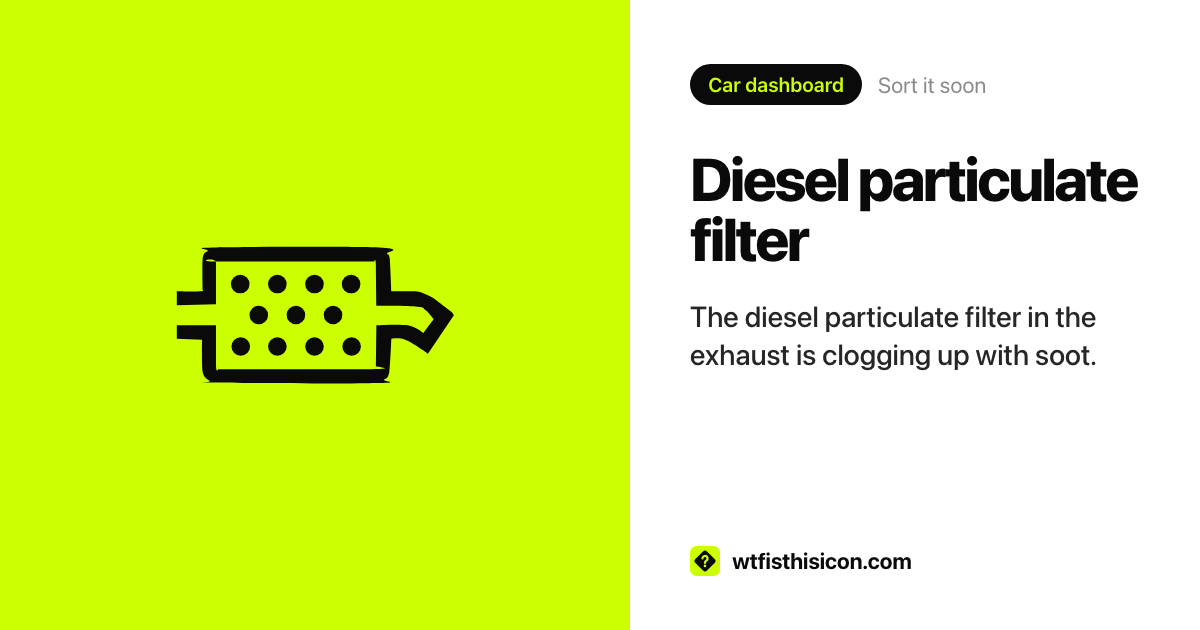 Car dashboard
Sort it soon
Diesel particulate
filter
The diesel particulate filter in the
exhaust is clogging up with soot.
?
wtfisthisicon.com